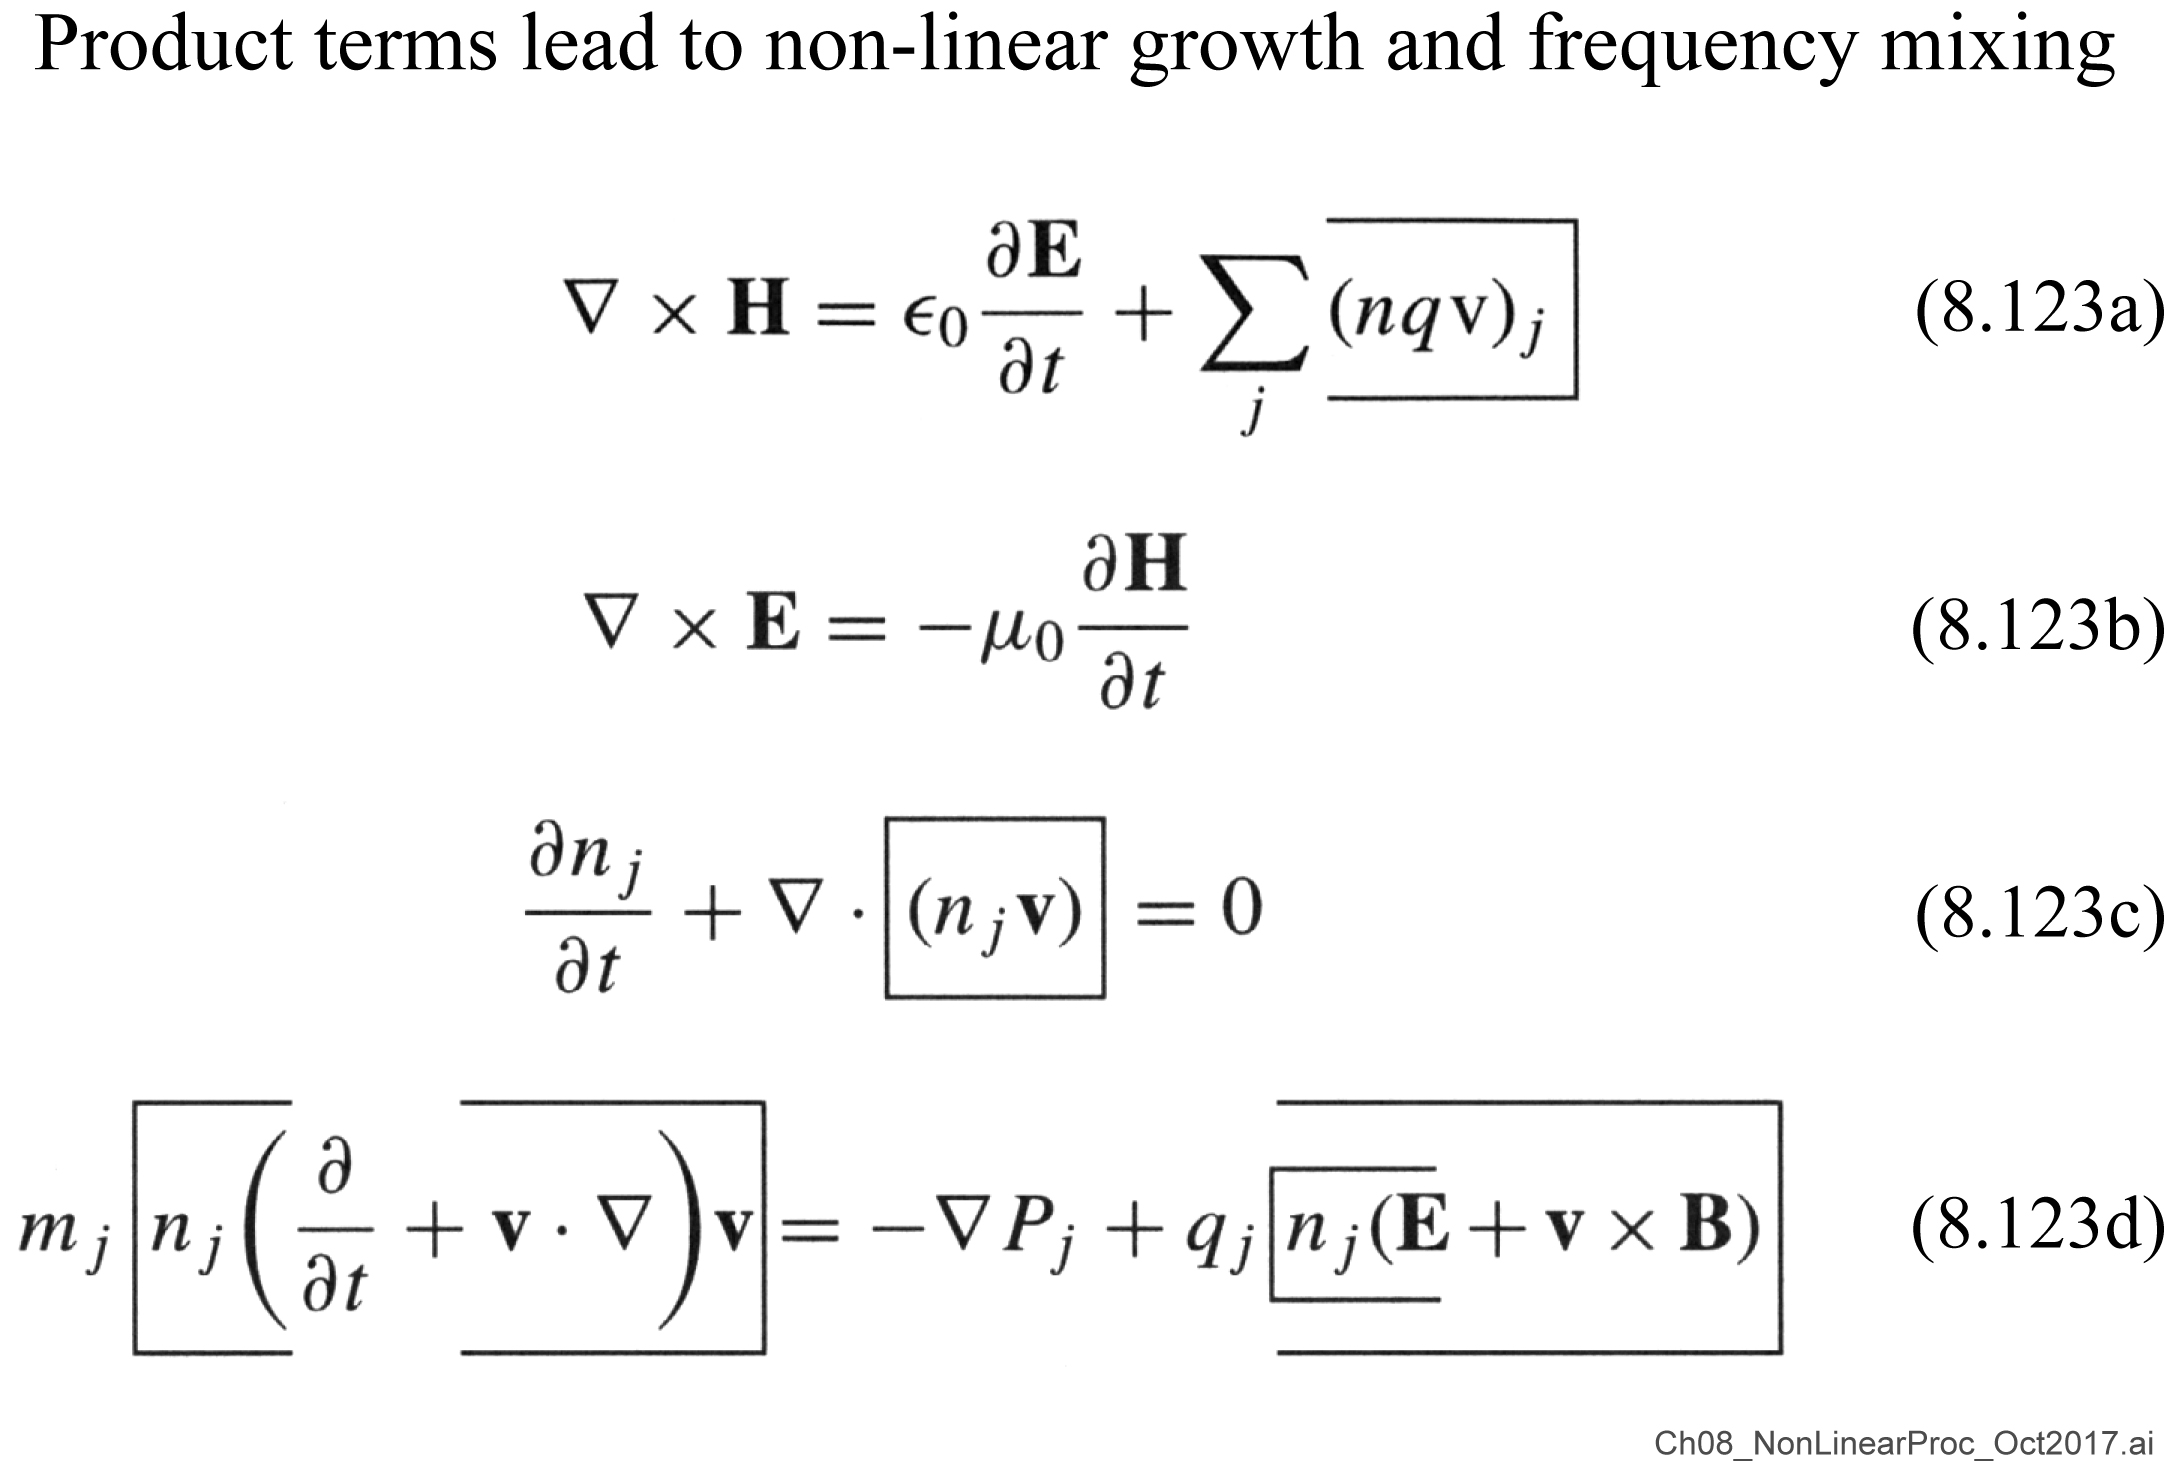 Product terms lead to non-linear growth and frequency mixing
∇ × H = ϵ₀ ∂E/∂t + ∑ⱼ (nqv)ⱼ (8.123a)
∇ × E = −μ₀ ∂H/∂t (8.123b)
∂nⱼ/∂t + ∇ · (nⱼv) = 0 (8.123c)
mⱼ nⱼ(∂/∂t + v · ∇)v = −∇Pⱼ + qⱼ nⱼ(E + v × B) (8.123d)
Ch08_NonLinearProc_Oct2017.ai